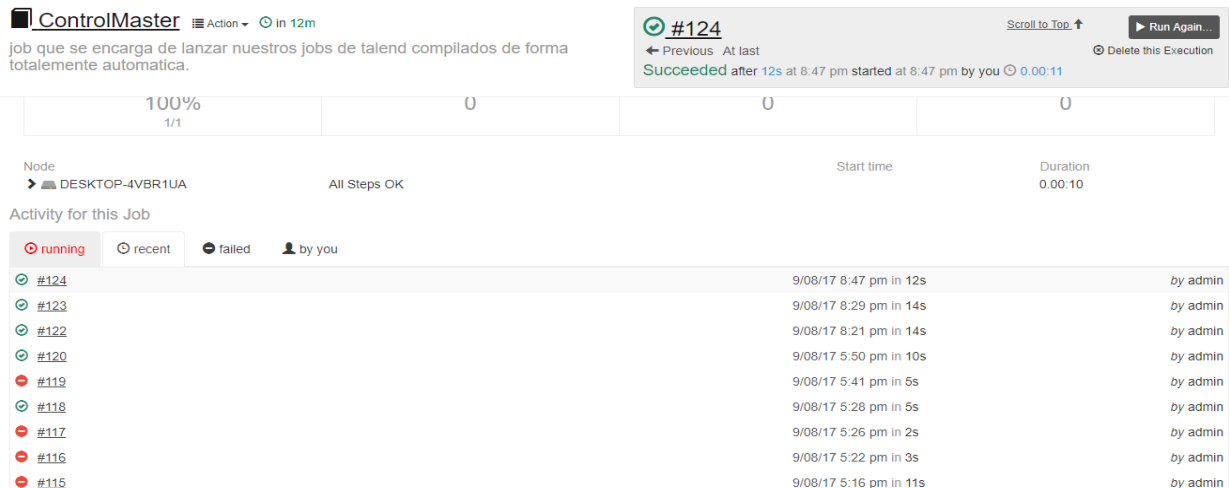 ControlMaster Action in 12m
job que se encarga de lanzar nuestros jobs de talend compilados de forma
totalemente automatica.
#124 Scroll to Top Run Again...
Previous At last Delete this Execution
Succeeded after 12s at 8:47 pm started at 8:47 pm by you 0.00:11
100% 0 0 0
1/1
Node Start time Duration
DESKTOP-4VBR1UA All Steps OK 0.00:10
Activity for this Job
running recent failed by you
#124 9/08/17 8:47 pm in 12s by admin
#123 9/08/17 8:29 pm in 14s by admin
#122 9/08/17 8:21 pm in 14s by admin
#120 9/08/17 5:50 pm in 10s by admin
#119 9/08/17 5:41 pm in 5s by admin
#118 9/08/17 5:28 pm in 5s by admin
#117 9/08/17 5:26 pm in 2s by admin
#116 9/08/17 5:22 pm in 3s by admin
#115 9/08/17 5:16 pm in 11s by admin